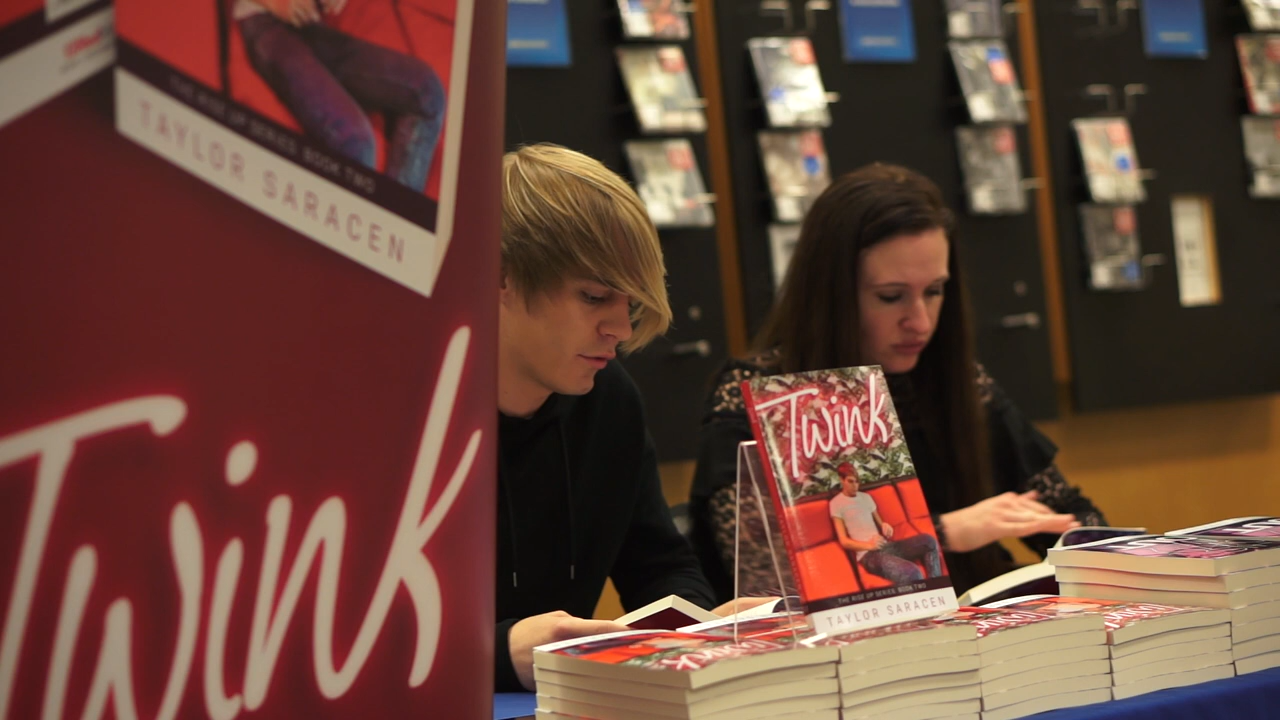 THE RISE UP SERIES: BOOK TWO
TAYLOR SARACEN
Twink
Twink
THE RISE UP SERIES: BOOK TWO
TAYLOR SARACEN